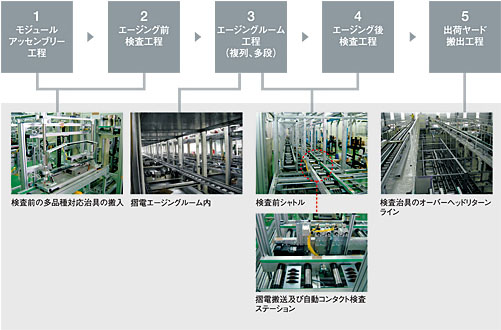 1
モジュール
アッセンブリー
工程
2
エージング前
検査工程
3
エージングルーム
工程
(複列、多段)
4
エージング後
検査工程
5
出荷ヤード
搬出工程
検査前の多品種対応治具の搬入
摺電エージングルーム内
検査前シャトル
検査治具のオーバーヘッドリターン
ライン
摺電搬送及び自動コンタクト検査
ステーション